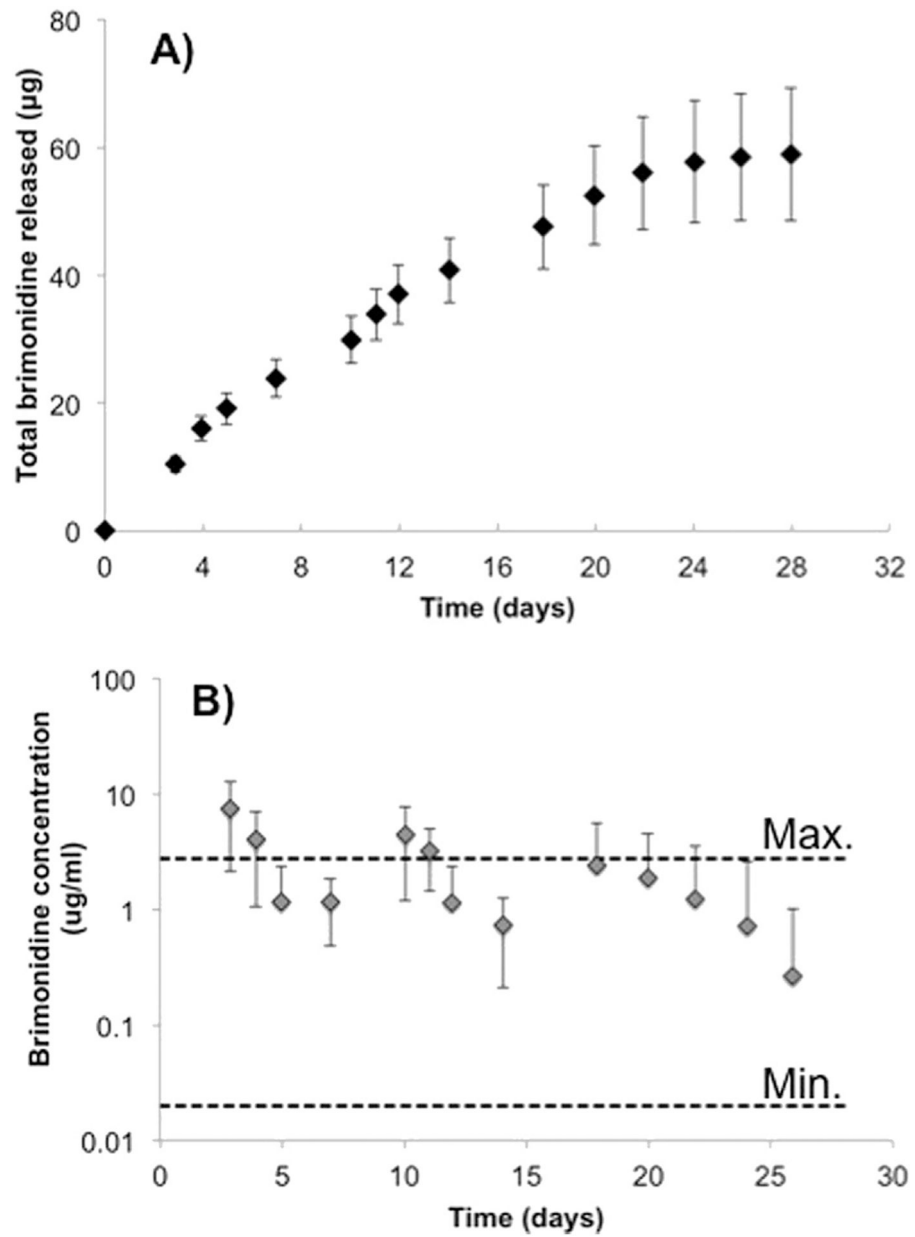 A)
Total brimonidine released (µg)
80
60
40
20
0
0 4 8 12 16 20 24 28 32
Time (days)
B)
Brimonidine concentration
(ug/ml)
100
10
1
0.1
0.01
Max.
Min.
0 5 10 15 20 25 30
Time (days)